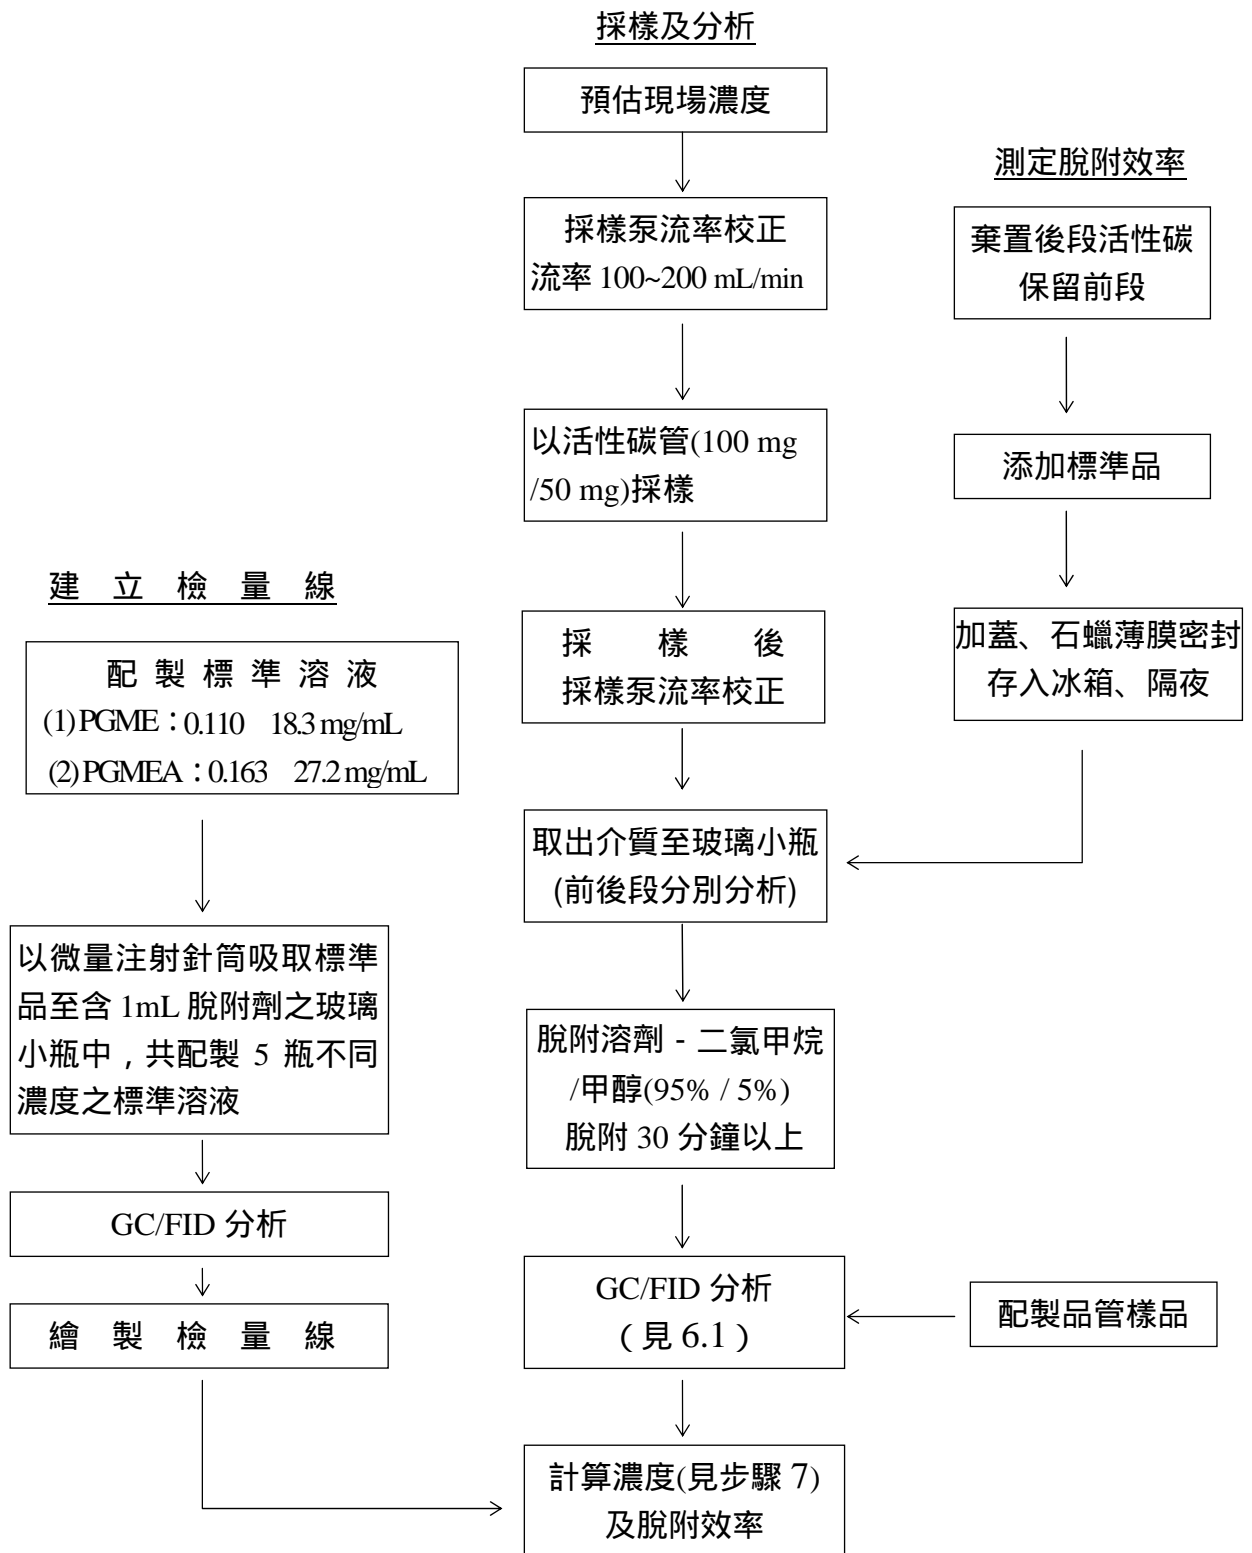 採樣及分析
預估現場濃度
採樣泵流率校正
流率 100~200 mL/min
以活性碳管(100 mg
/50 mg)採樣
採樣後
採樣泵流率校正
取出介質至玻璃小瓶
(前後段分別分析)
脫附溶劑 - 二氯甲烷
/甲醇(95% / 5%)
脫附 30 分鐘以上
GC/FID 分析
( 見 6.1 )
計算濃度(見步驟 7)
及脫附效率
測定脫附效率
棄置後段活性碳
保留前段
添加標準品
加蓋、石蠟薄膜密封
存入冰箱、隔夜
配製品管樣品
建立檢量線
配製標準溶液
(1) PGME：0.110 18.3 mg/mL
(2) PGMEA：0.163 27.2 mg/mL
以微量注射針筒吸取標準
品至含 1mL 脫附劑之玻璃
小瓶中，共配製 5 瓶不同
濃度之標準溶液
GC/FID 分析
繪製檢量線